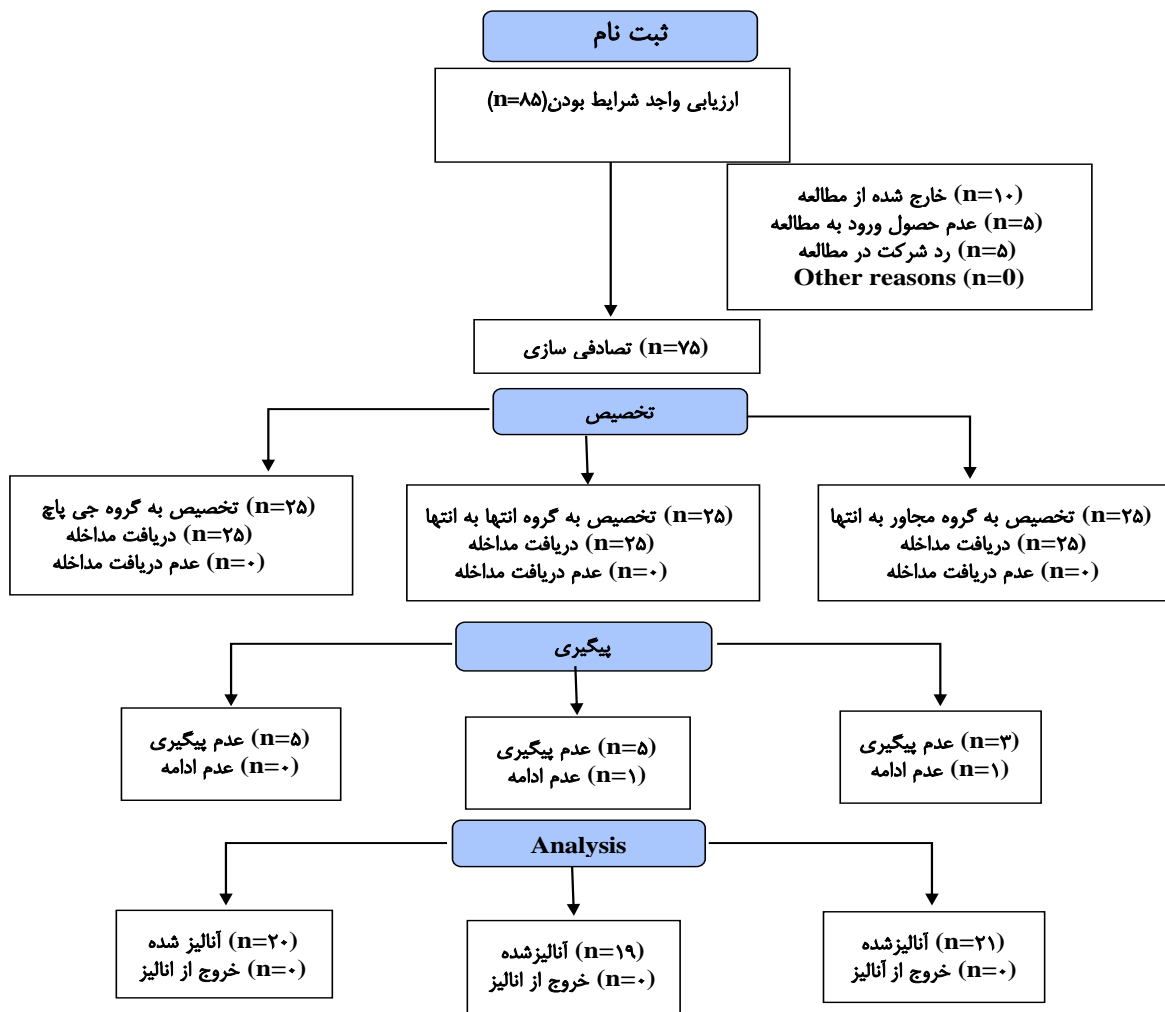 ثبت نام
ارزیابی واجد شرایط بودن(n=۸۵)
(n=۱۰) خارج شده از مطالعه
(n=۵) عدم حصول ورود به مطالعه
(n=۵) رد شرکت در مطالعه
Other reasons (n=0)
(n=۷۵) تصادفی سازی
تخصیص
(n=۲۵) تخصیص به گروه جی پاچ
(n=۲۵) دریافت مداخله
(n=۰) عدم دریافت مداخله
(n=۲۵) تخصیص به گروه انتها به انتها
(n=۲۵) دریافت مداخله
(n=۰) عدم دریافت مداخله
(n=۲۵) تخصیص به گروه مجاور به انتها
(n=۲۵) دریافت مداخله
(n=۰) عدم دریافت مداخله
پیگیری
(n=۵) عدم پیگیری
(n=۰) عدم ادامه
(n=۵) عدم پیگیری
(n=۱) عدم ادامه
(n=۳) عدم پیگیری
(n=۱) عدم ادامه
Analysis
(n=۲۰) آنالیز شده
(n=۰) خروج از انالیز
(n=۱۹) آنالیزشده
(n=۰) خروج از انالیز
(n=۲۱) آنالیزشده
(n=۰) خروج از آنالیز